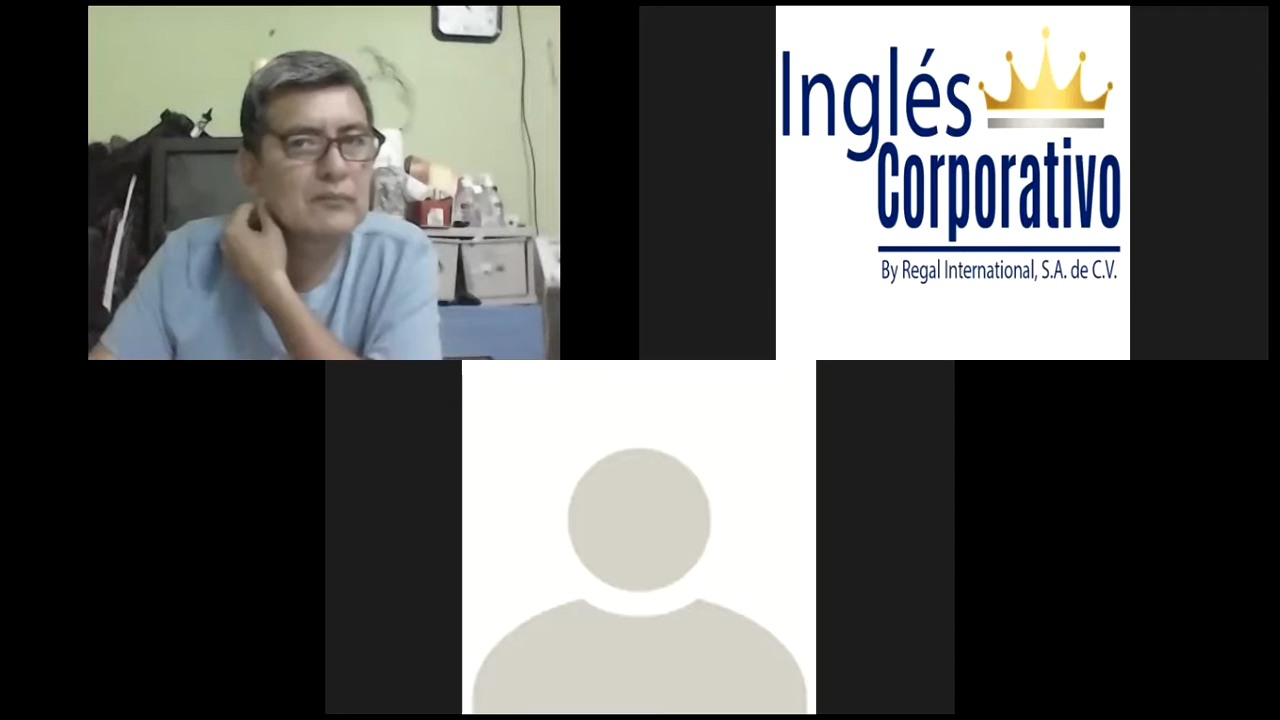 Inglés
Corporativo
By Regal International, S.A. de C.V.